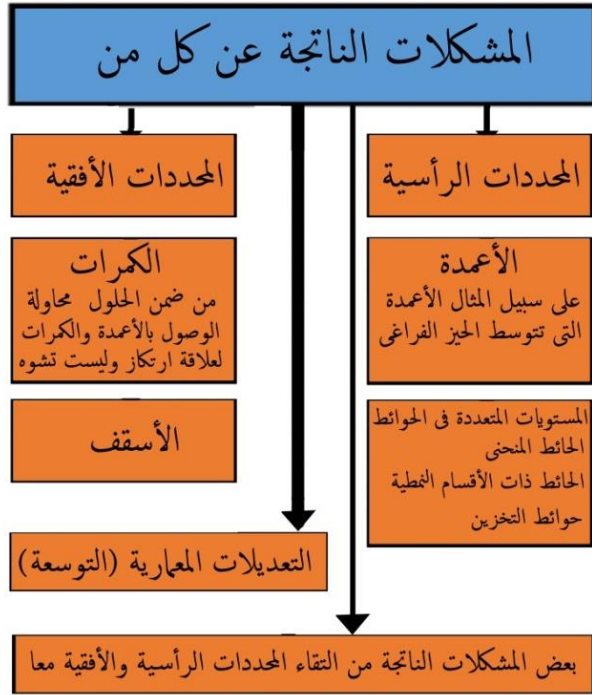 المشكلات الناتجة عن كل من
المحددات الرأسية
الأعمدة
على سبيل المثال الأعمدة
التى تتوسط الحيز الفراغى
المستويات المتعددة فى الحوائط
الحائط المنحنى
الحائط ذات الأقسام النمطية
حوائط التخزين
المحددات الأفقية
الكمرات
من ضمن الحلول محاولة
الوصول بالأعمدة والكمرات
لعلاقة ارتكاز وليست تشوه
الأسقف
التعديلات المعمارية (التوسعة)
بعض المشكلات الناتجة من التقاء المحددات الرأسية والأفقية معا